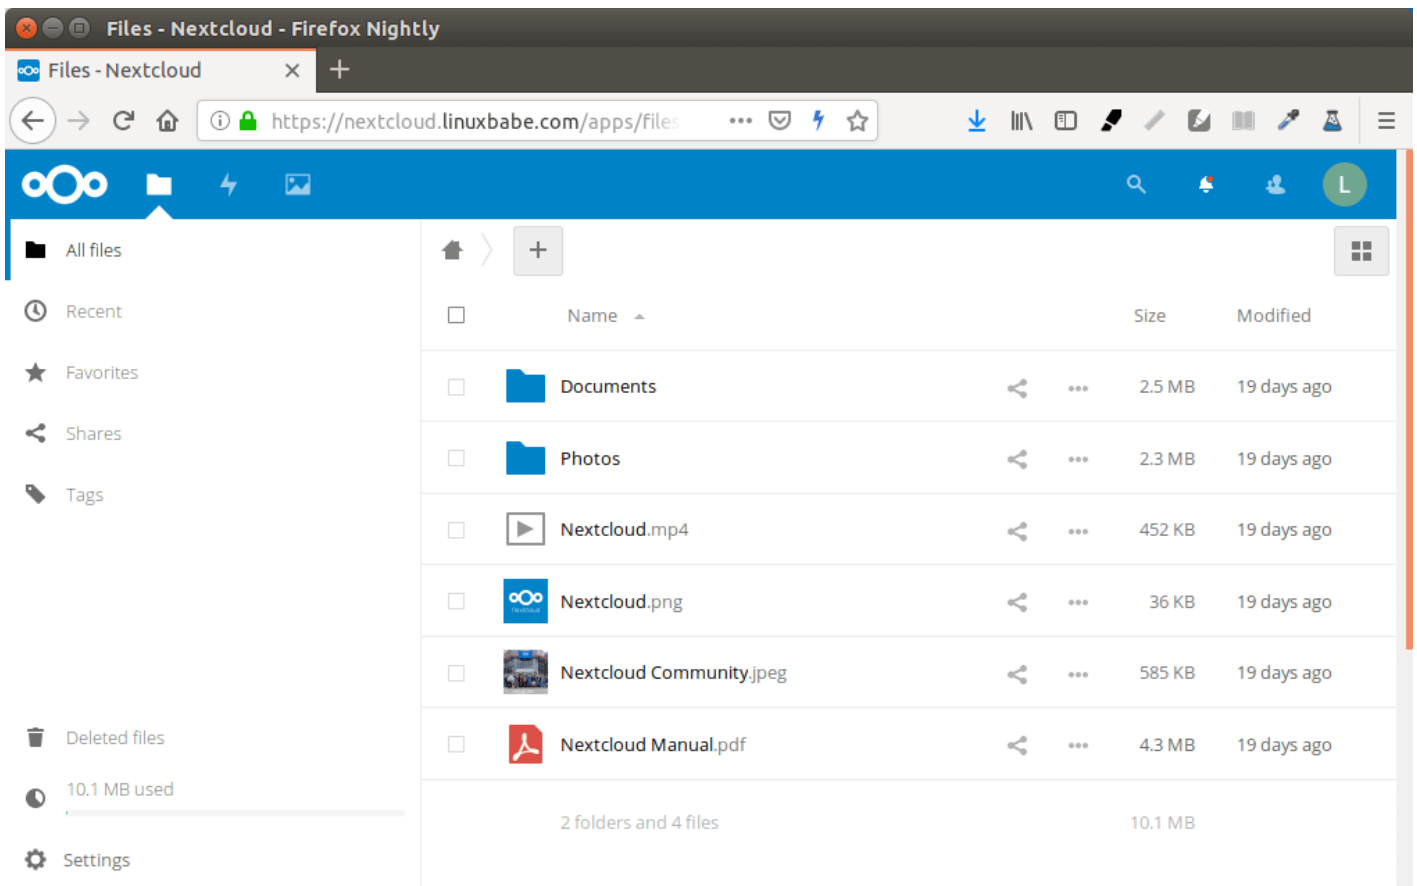 Files - Nextcloud - Firefox Nightly
Files - Nextcloud
https://nextcloud.linuxbabe.com/apps/files
L
All files
Recent
Favorites
Shares
Tags
Deleted files
10.1 MB used
Settings
Name Size Modified
Documents 2.5 MB 19 days ago
Photos 2.3 MB 19 days ago
Nextcloud.mp4 452 KB 19 days ago
Nextcloud.png 36 KB 19 days ago
Nextcloud Community.jpeg 585 KB 19 days ago
Nextcloud Manual.pdf 4.3 MB 19 days ago
2 folders and 4 files 10.1 MB